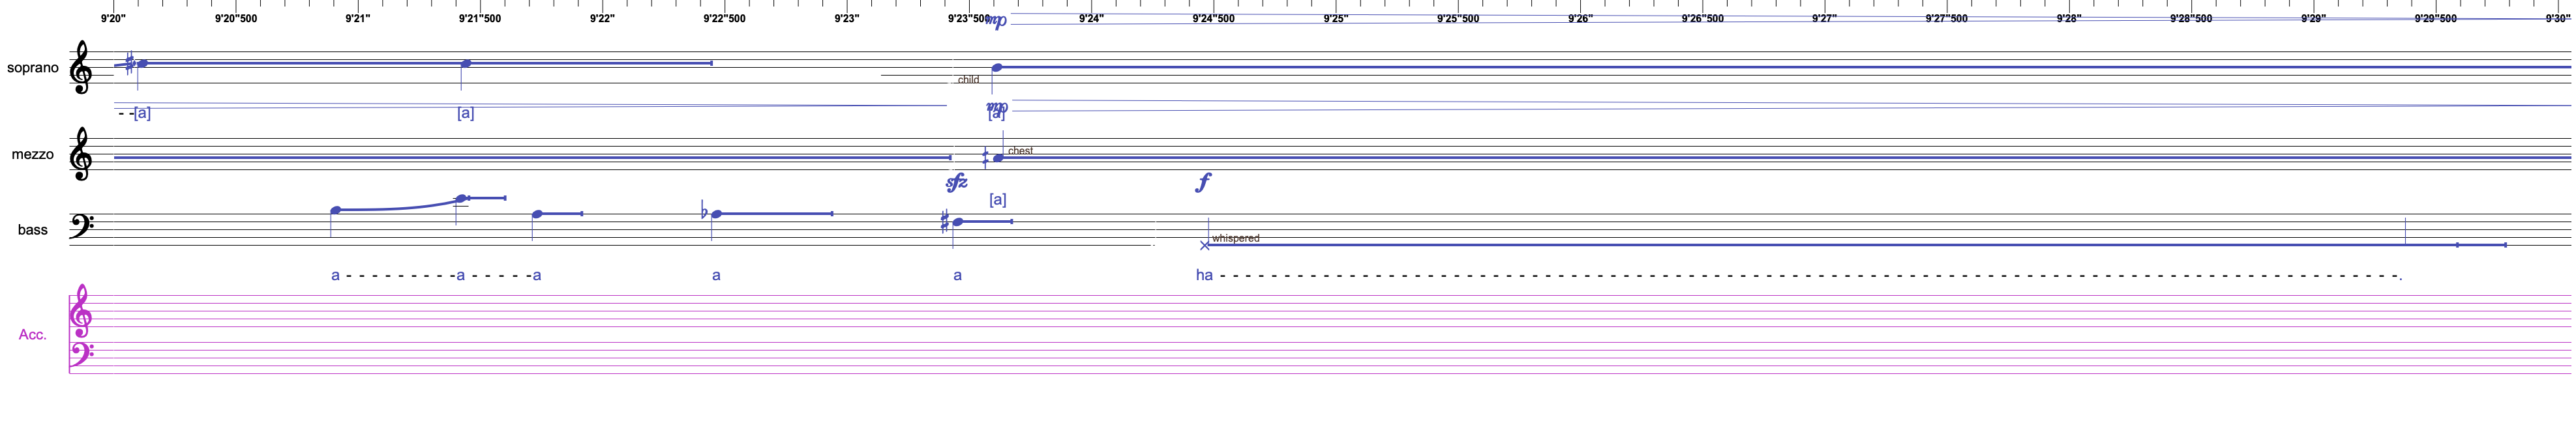 9'20" 9'20"500 9'21" 9'21"500 9'22" 9'22"500 9'23" 9'23"500 9'24" 9'24"500 9'25" 9'25"500 9'26" 9'26"500 9'27" 9'27"500 9'28" 9'28"500 9'29" 9'29"500 9'30"
mp
soprano
child
- -[a] [a] [a]
mp
mezzo
chest
sfz f
[a]
bass
whispered
a - - - - - - - - - -a - - - - - -a a a ha - - - - - - - - - - - - - - - - - - - - - - - - - - - - - - - - - - - - - - - - - - - - - - - - - - - - - - - - - - - - - - - - - - - - - - - - - - - - - - - - - - - - - - - - - - - - - - .
Acc.